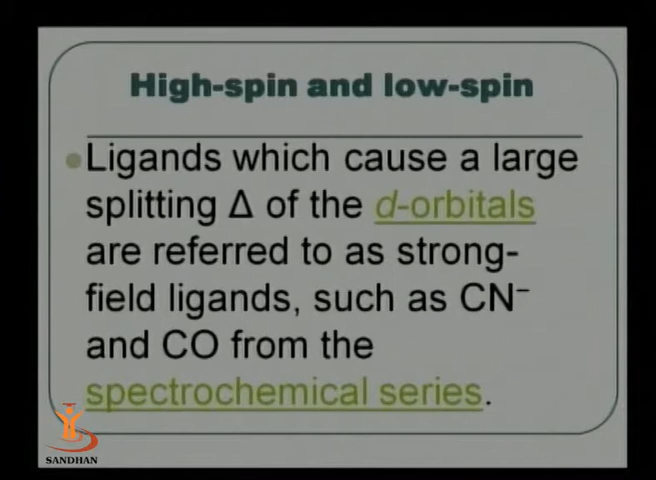 High-spin and low-spin
Ligands which cause a large
splitting Δ of the d-orbitals
are referred to as strong-
field ligands, such as CN⁻
and CO from the
spectrochemical series.
SANDHAN